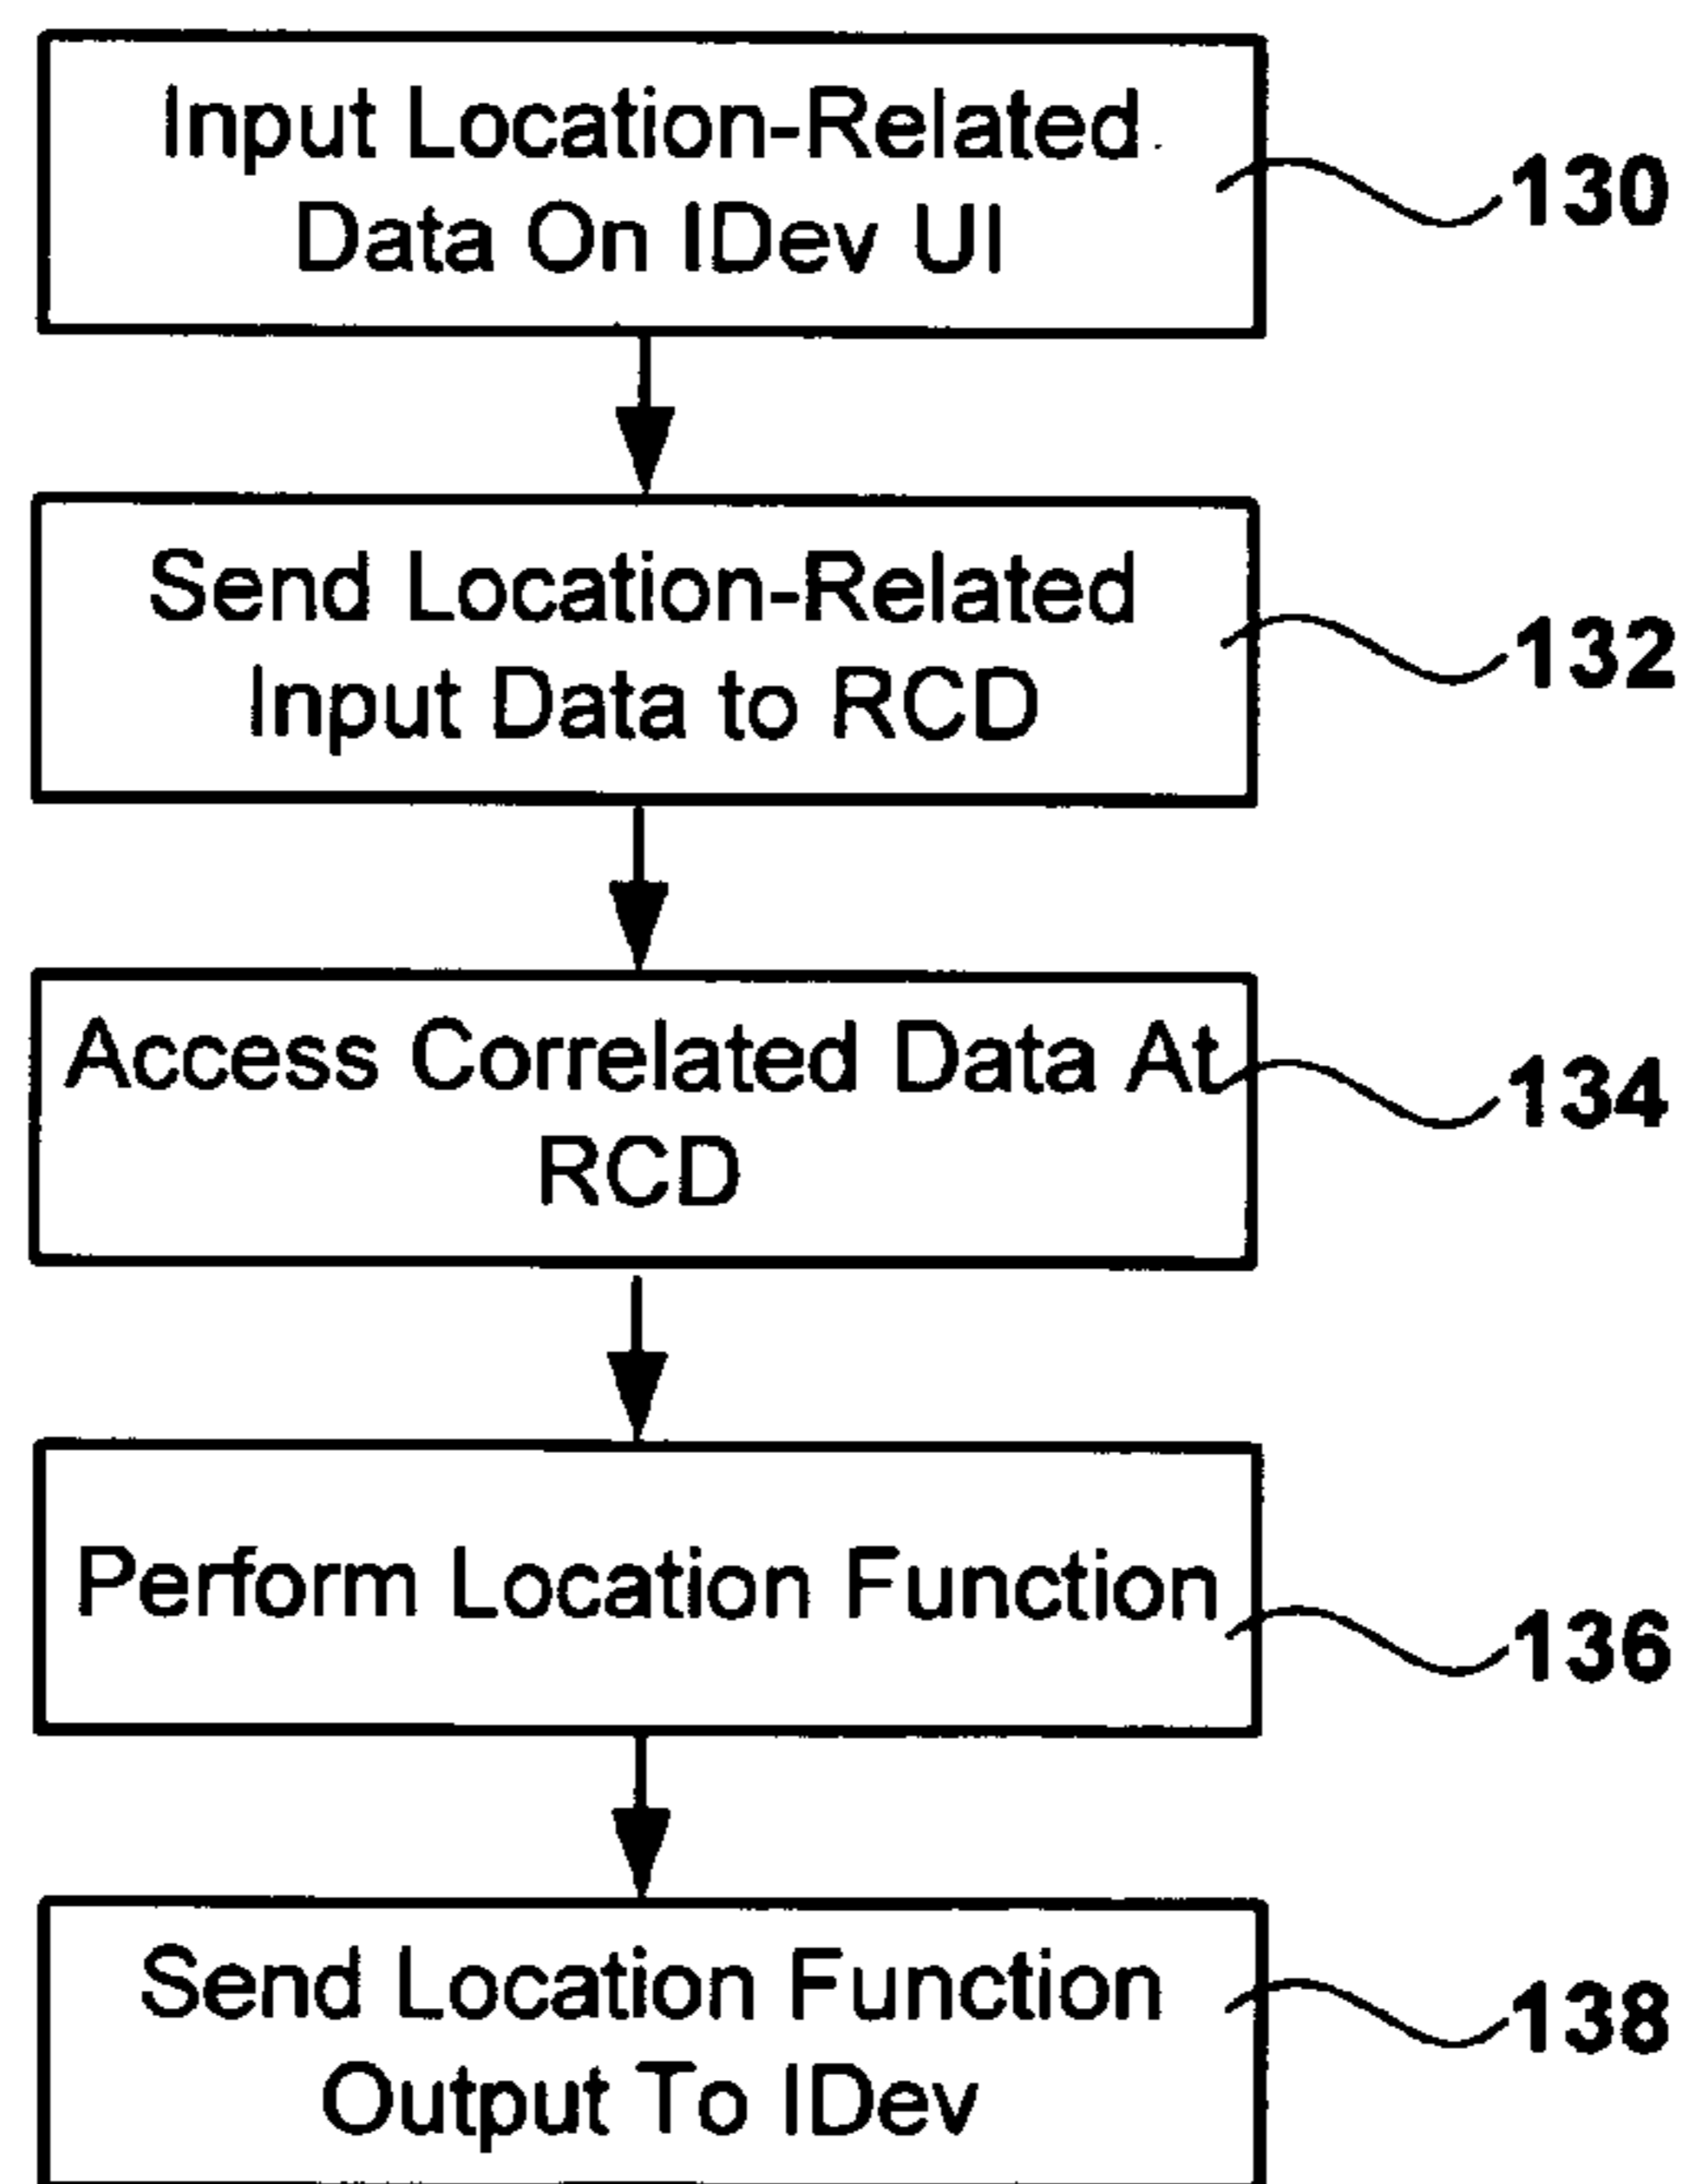 Input Location-Related
Data On IDev UI
130
Send Location-Related
Input Data to RCD
132
Access Correlated Data At
RCD
134
Perform Location Function
136
Send Location Function
Output To IDev
138